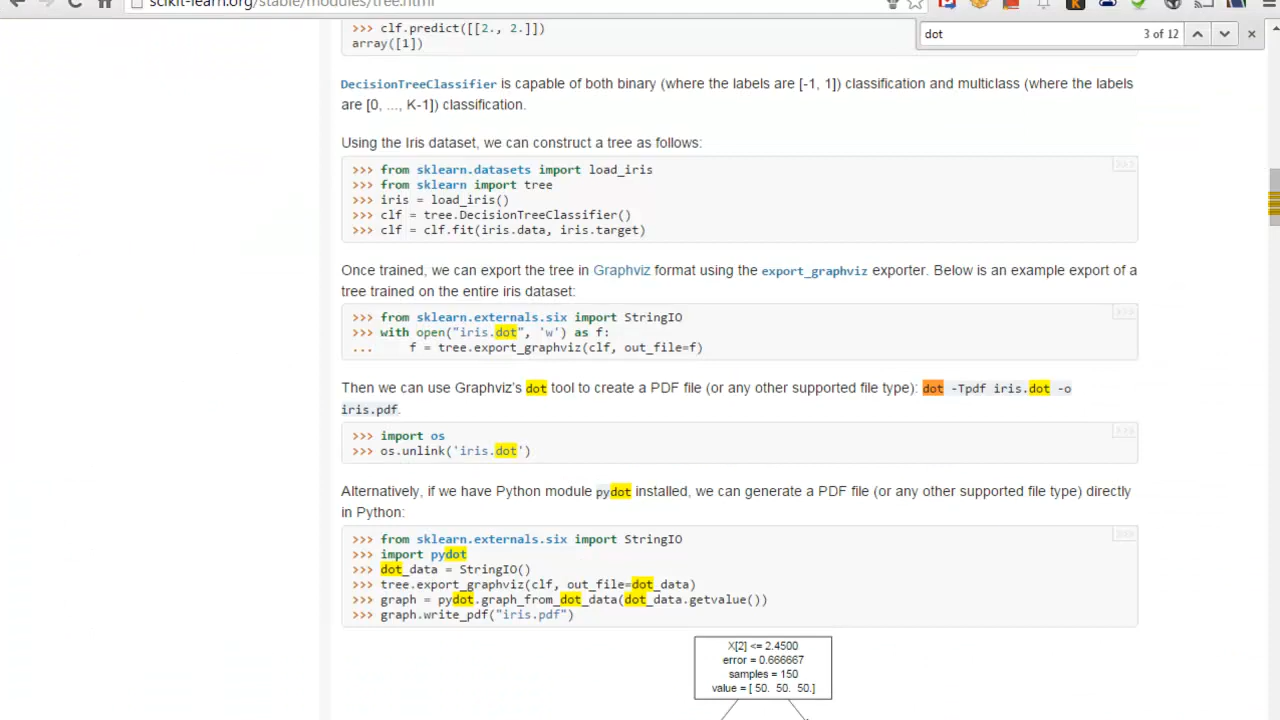 scikit-learn.org/stable/modules/tree.html
dot 3 of 12
>>> clf.predict([[2., 2.]])
array([1])
DecisionTreeClassifier is capable of both binary (where the labels are [-1, 1]) classification and multiclass (where the labels
are [0, ..., K-1]) classification.
Using the Iris dataset, we can construct a tree as follows:
>>>
>>> from sklearn.datasets import load_iris
>>> from sklearn import tree
>>> iris = load_iris()
>>> clf = tree.DecisionTreeClassifier()
>>> clf = clf.fit(iris.data, iris.target)
Once trained, we can export the tree in Graphviz format using the export_graphviz exporter. Below is an example export of a
tree trained on the entire iris dataset:
>>>
>>> from sklearn.externals.six import StringIO
>>> with open("iris.dot", 'w') as f:
...     f = tree.export_graphviz(clf, out_file=f)
Then we can use Graphviz's dot tool to create a PDF file (or any other supported file type): dot -Tpdf iris.dot -o
iris.pdf.
>>>
>>> import os
>>> os.unlink('iris.dot')
Alternatively, if we have Python module pydot installed, we can generate a PDF file (or any other supported file type) directly
in Python:
>>>
>>> from sklearn.externals.six import StringIO
>>> import pydot
>>> dot_data = StringIO()
>>> tree.export_graphviz(clf, out_file=dot_data)
>>> graph = pydot.graph_from_dot_data(dot_data.getvalue())
>>> graph.write_pdf("iris.pdf")
X[2] <= 2.4500
error = 0.666667
samples = 150
value = [ 50. 50. 50.]